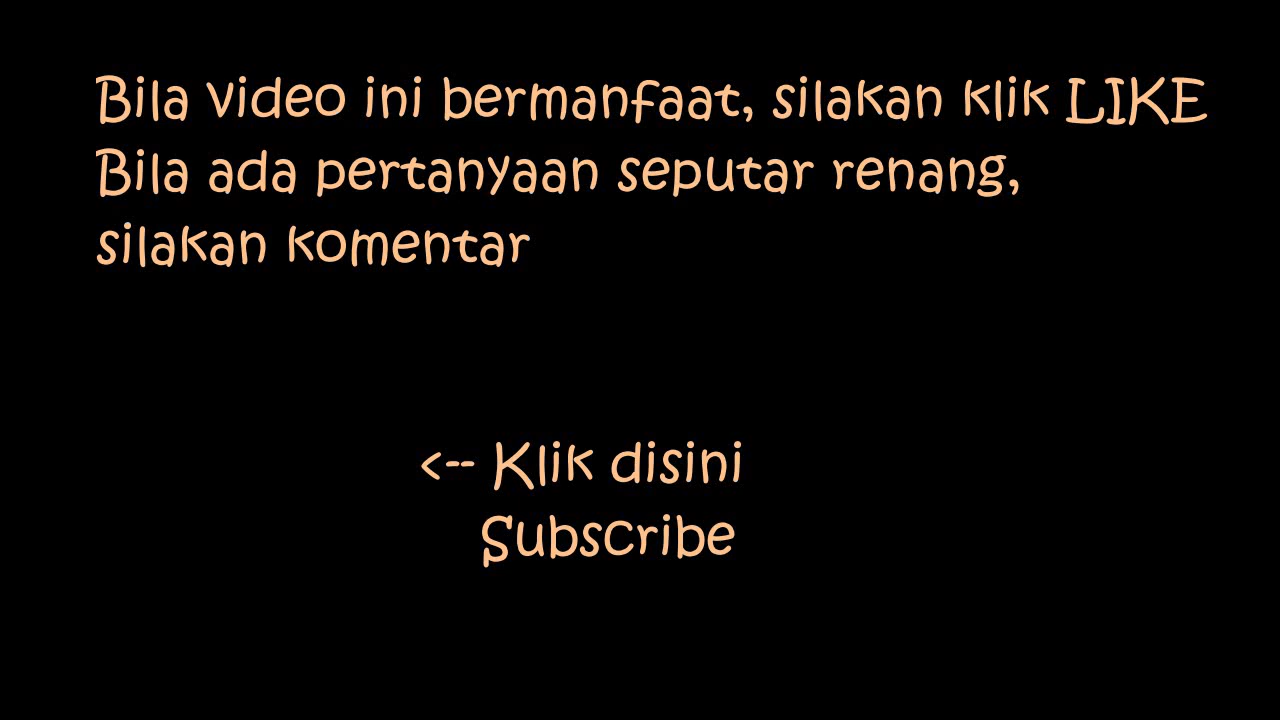 Bila video ini bermanfaat, silakan klik LIKE
Bila ada pertanyaan seputar renang,
silakan komentar
<-- Klik disini
Subscribe